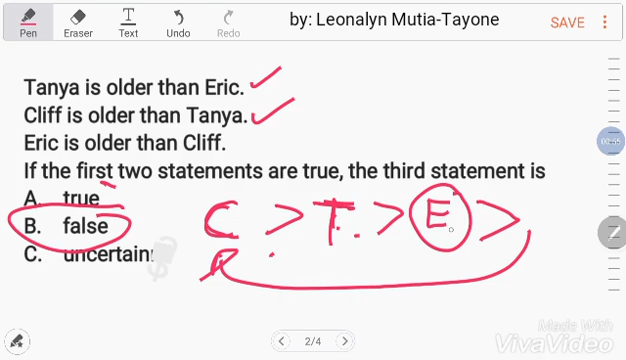 by: Leonalyn Mutia-Tayone
SAVE
Pen
Eraser
Text
Undo
Redo
Tanya is older than Eric.
Cliff is older than Tanya.
Eric is older than Cliff.
If the first two statements are true, the third statement is
A. true
B. false
C. uncertain
C > T > E >
2/4
Made With
VivaVideo